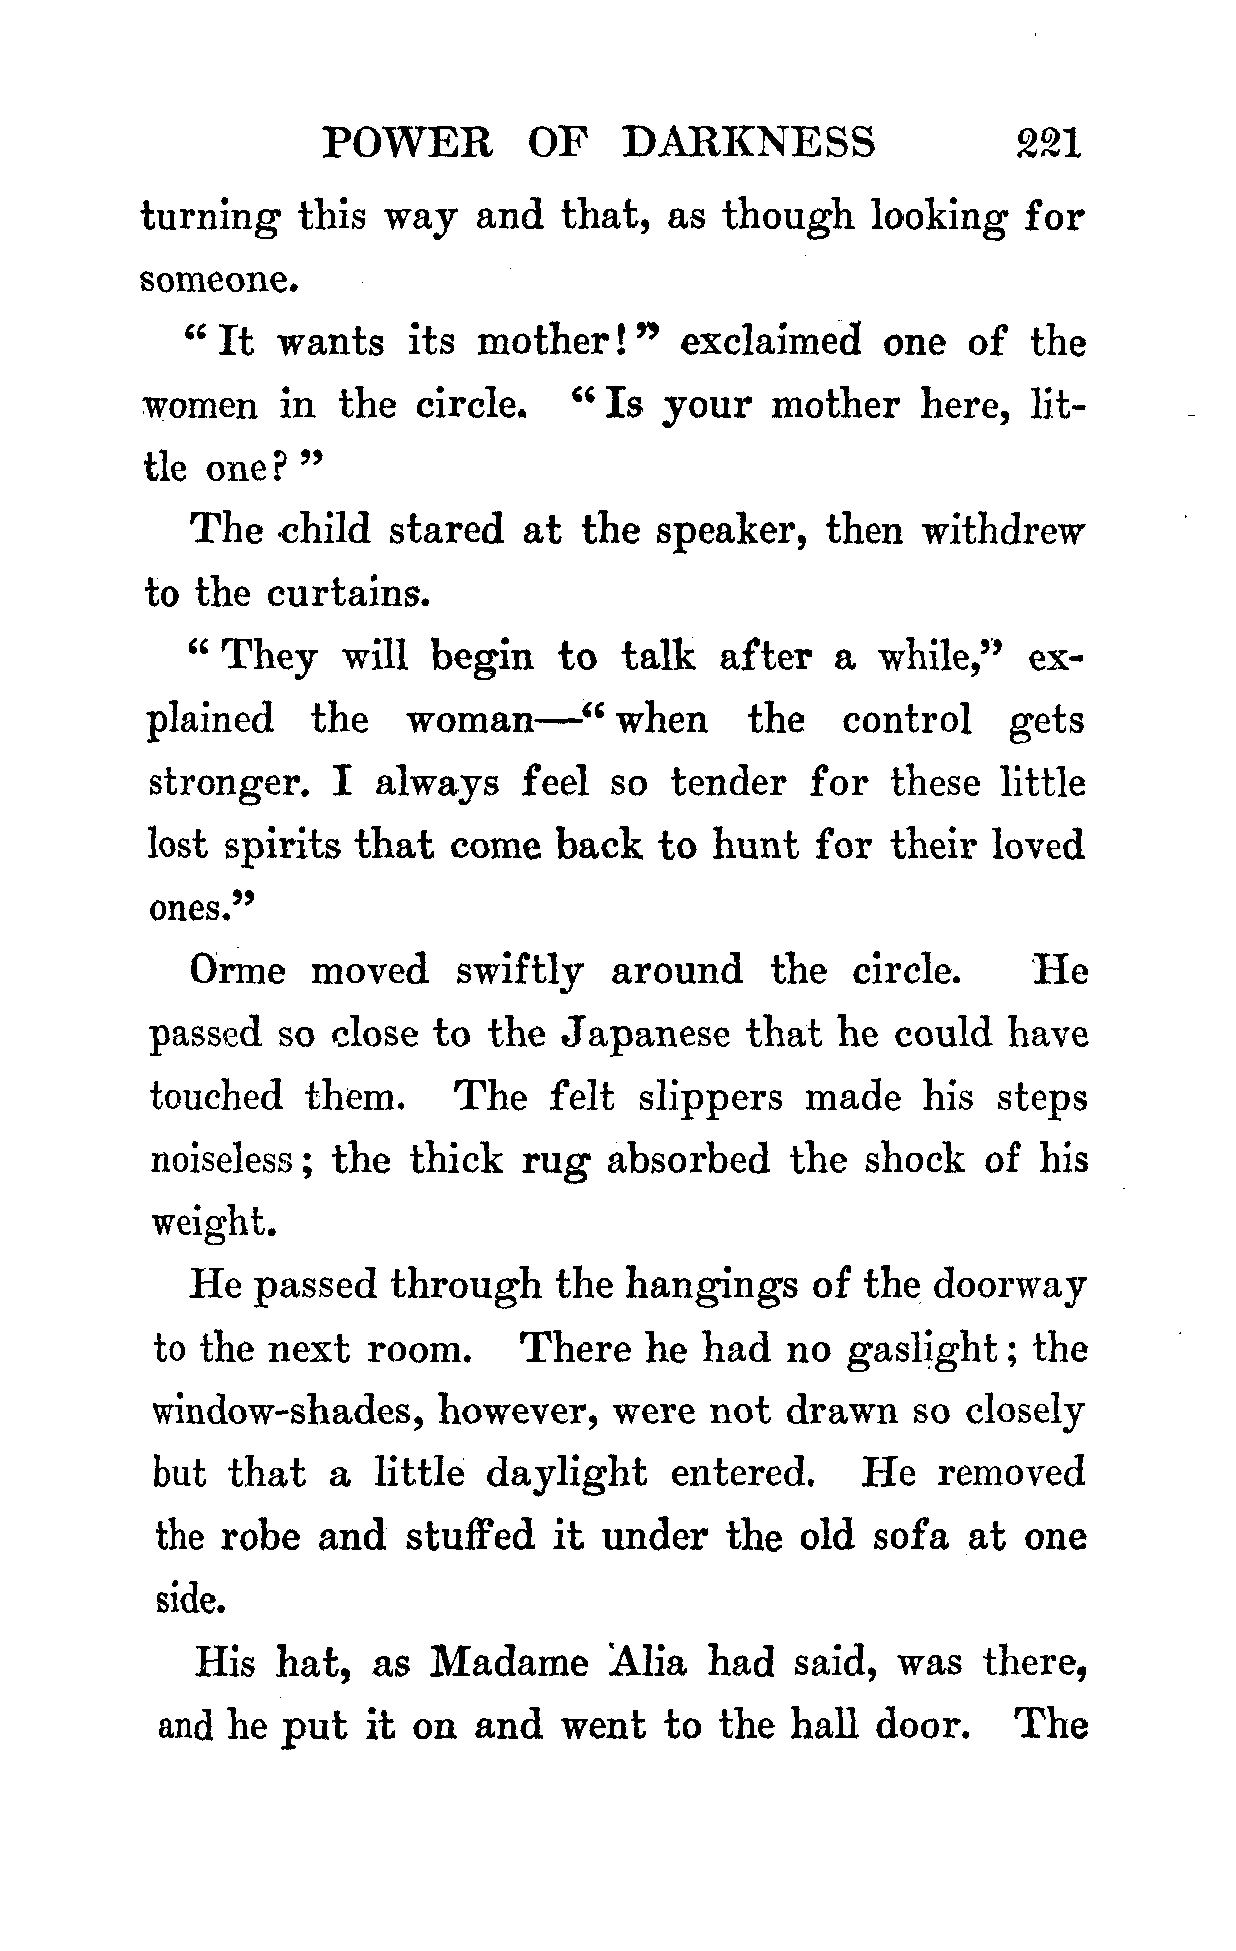 POWER OF DARKNESS 221
turning this way and that, as though looking for
someone.
“ It wants its mother! ” exclaimed one of the
women in the circle. “ Is your mother here, lit-
tle one? ”
The child stared at the speaker, then withdrew
to the curtains.
“ They will begin to talk after a while,” ex-
plained the woman—“ when the control gets
stronger. I always feel so tender for these little
lost spirits that come back to hunt for their loved
ones.”
Orme moved swiftly around the circle. He
passed so close to the Japanese that he could have
touched them. The felt slippers made his steps
noiseless ; the thick rug absorbed the shock of his
weight.
He passed through the hangings of the doorway
to the next room. There he had no gaslight ; the
window-shades, however, were not drawn so closely
but that a little daylight entered. He removed
the robe and stuffed it under the old sofa at one
side.
His hat, as Madame Alia had said, was there,
and he put it on and went to the hall door. The